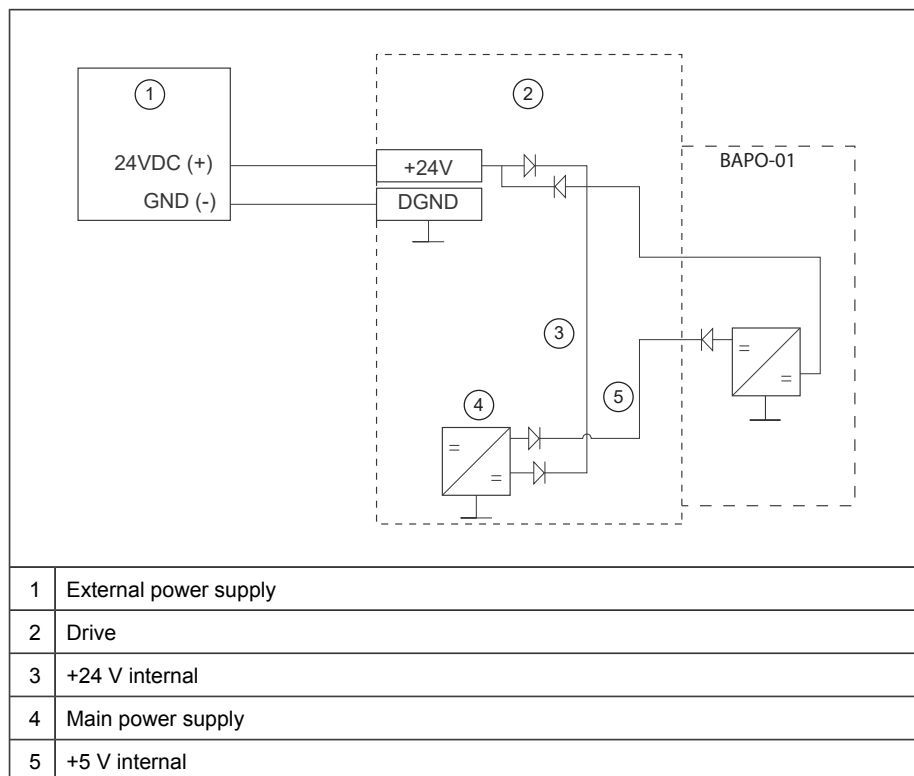 1
2
24VDC (+)
+24V
BAPO-01
GND (-)
DGND
3
5
4
=
=
=
=
1 External power supply
2 Drive
3 +24 V internal
4 Main power supply
5 +5 V internal